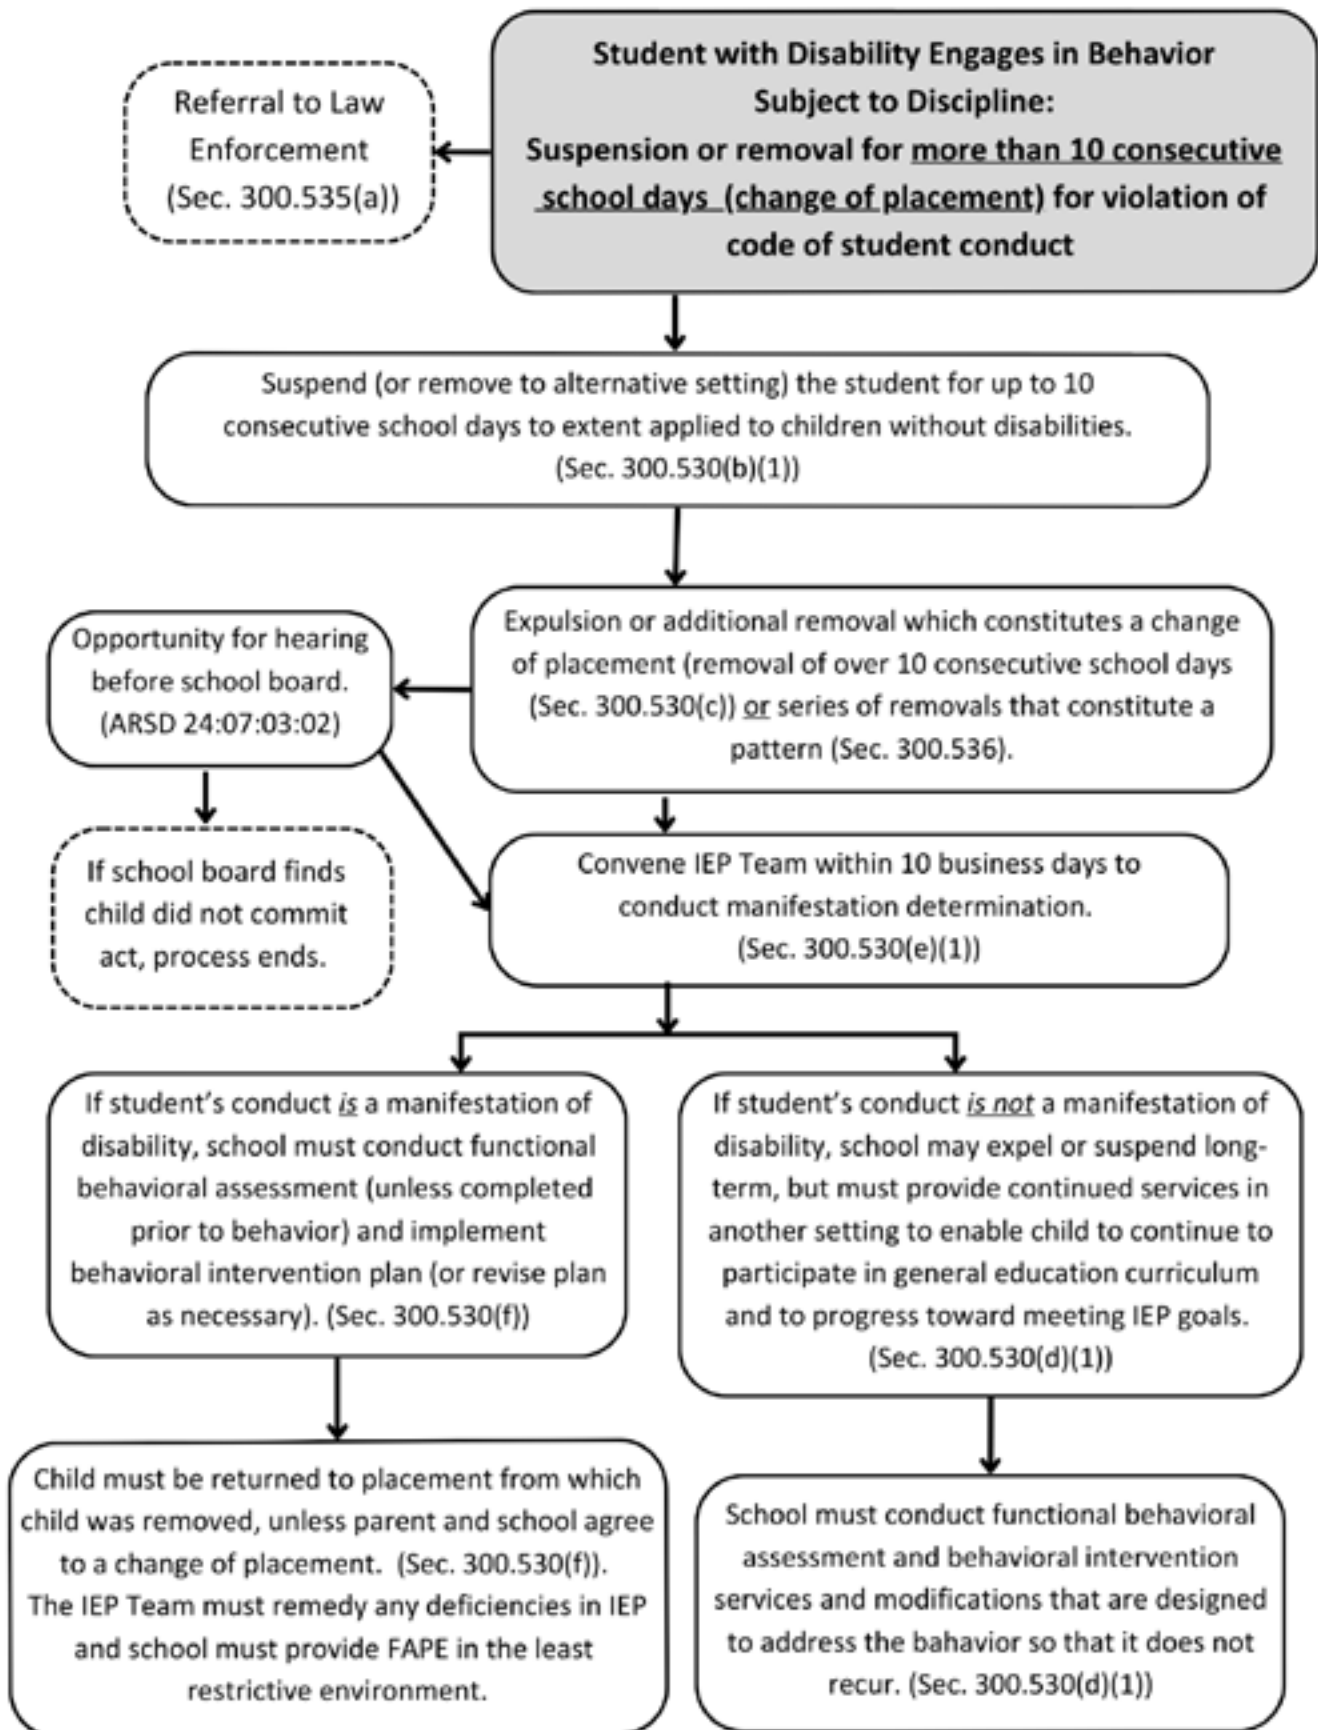 Student with Disability Engages in Behavior
Subject to Discipline:
Suspension or removal for more than 10 consecutive
school days (change of placement) for violation of
code of student conduct
Referral to Law
Enforcement
(Sec. 300.535(a))
Suspend (or remove to alternative setting) the student for up to 10
consecutive school days to extent applied to children without disabilities.
(Sec. 300.530(b)(1))
Expulsion or additional removal which constitutes a change
of placement (removal of over 10 consecutive school days
(Sec. 300.530(c)) or series of removals that constitute a
pattern (Sec. 300.536).
Opportunity for hearing
before school board.
(ARSD 24:07:03:02)
If school board finds
child did not commit
act, process ends.
Convene IEP Team within 10 business days to
conduct manifestation determination.
(Sec. 300.530(e)(1))
If student’s conduct is a manifestation of
disability, school must conduct functional
behavioral assessment (unless completed
prior to behavior) and implement
behavioral intervention plan (or revise plan
as necessary). (Sec. 300.530(f))
If student’s conduct is not a manifestation of
disability, school may expel or suspend long-
term, but must provide continued services in
another setting to enable child to continue to
participate in general education curriculum
and to progress toward meeting IEP goals.
(Sec. 300.530(d)(1))
Child must be returned to placement from which
child was removed, unless parent and school agree
to a change of placement. (Sec. 300.530(f)).
The IEP Team must remedy any deficiencies in IEP
and school must provide FAPE in the least
restrictive environment.
School must conduct functional behavioral
assessment and behavioral intervention
services and modifications that are designed
to address the bahavior so that it does not
recur. (Sec. 300.530(d)(1))